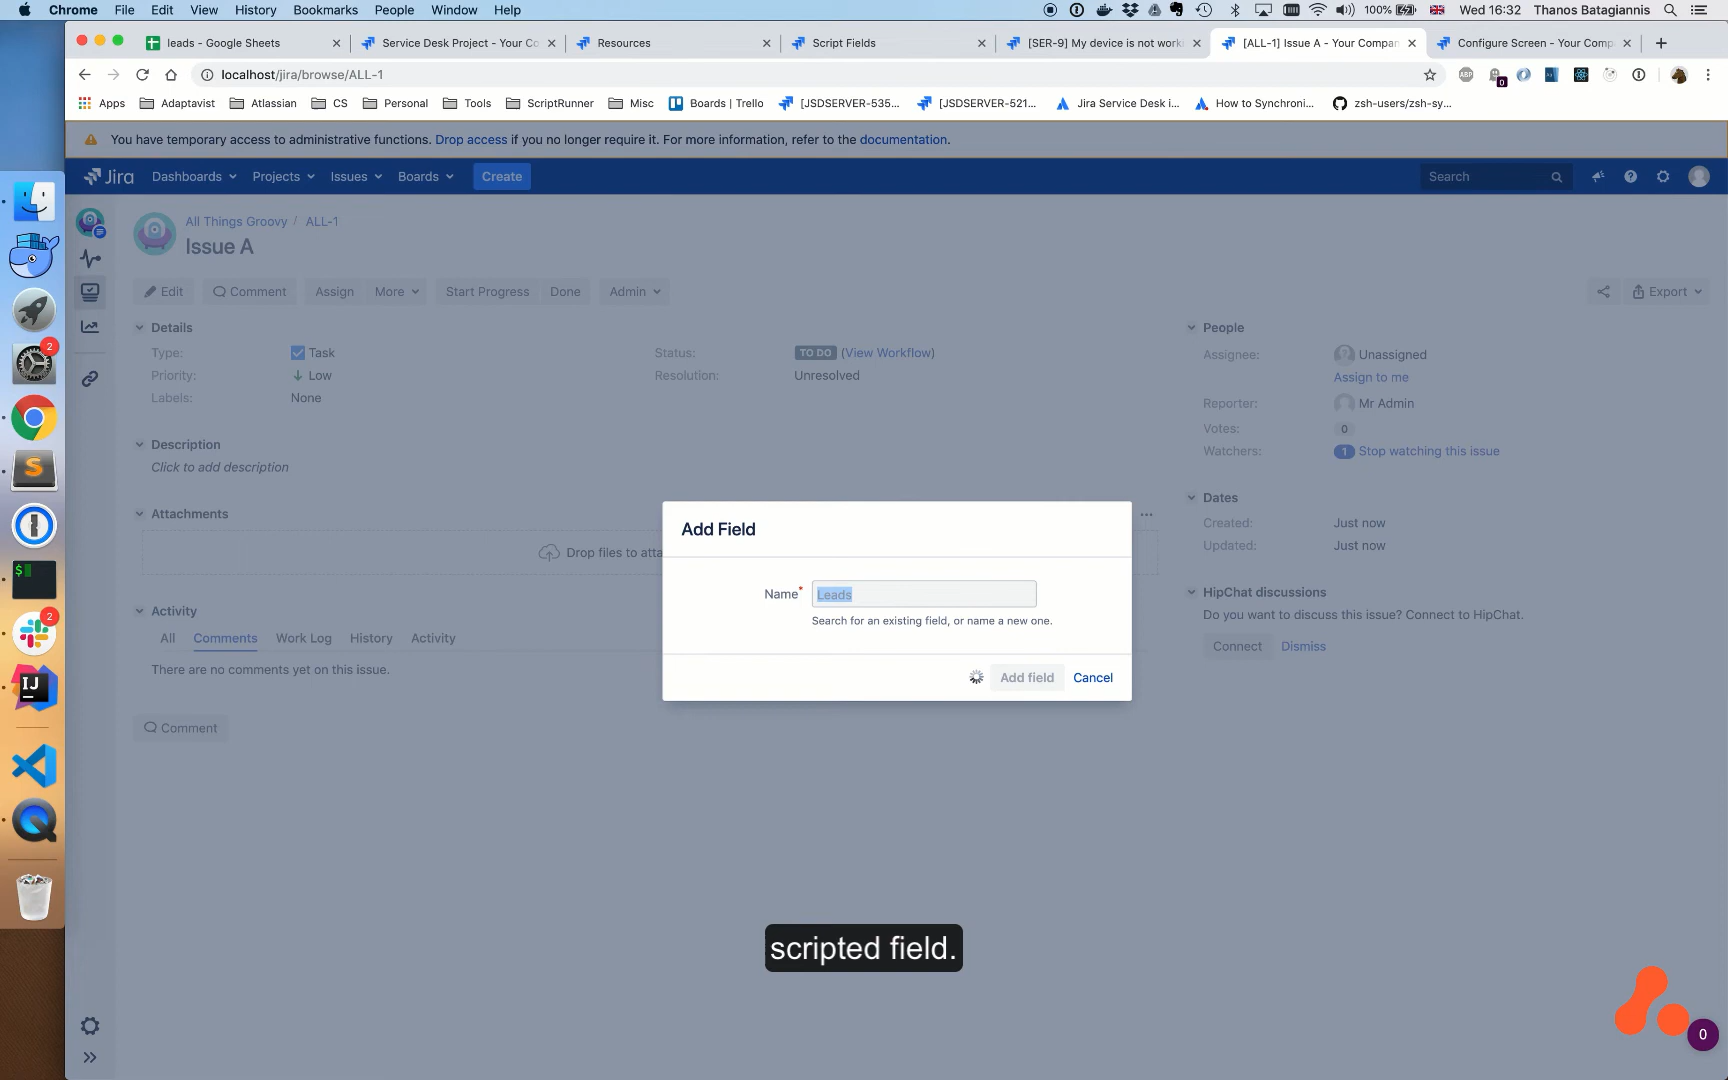 Chrome File Edit View History Bookmarks People Window Help
100% Wed 16:32 Thanos Batagiannis
leads - Google Sheets
Service Desk Project - Your Co
Resources
Script Fields
[SER-9] My device is not work
[ALL-1] Issue A - Your Compan
Configure Screen - Your Comp
localhost/jira/browse/ALL-1
ABP
0
Apps Adaptavist Atlassian CS Personal Tools ScriptRunner Misc Boards | Trello [JSDSERVER-535... [JSDSERVER-521... Jira Service Desk i... How to Synchroni... zsh-users/zsh-sy...
You have temporary access to administrative functions. Drop access if you no longer require it. For more information, refer to the documentation.
Jira Dashboards Projects Issues Boards Create Search
All Things Groovy / ALL-1
Issue A
Edit Comment Assign More Start Progress Done Admin Export
Details
Type: Task
Status: TO DO (View Workflow)
Priority: Low
Resolution: Unresolved
Labels: None
Description
Click to add description
Attachments
Drop files to atta
Activity
All Comments Work Log History Activity
There are no comments yet on this issue.
Comment
People
Assignee: Unassigned
Assign to me
Reporter: Mr Admin
Votes: 0
Watchers: 1 Stop watching this issue
Dates
Created: Just now
Updated: Just now
HipChat discussions
Do you want to discuss this issue? Connect to HipChat.
Connect Dismiss
Add Field
Name* Leads
Search for an existing field, or name a new one.
Add field Cancel
2
S
$
2
IJ
scripted field.
0